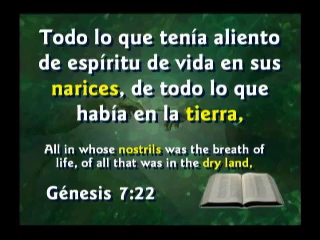 Todo lo que tenía aliento
de espíritu de vida en sus
narices, de todo lo que
había en la tierra,
All in whose nostrils was the breath of
life, of all that was in the dry land,
Génesis 7:22